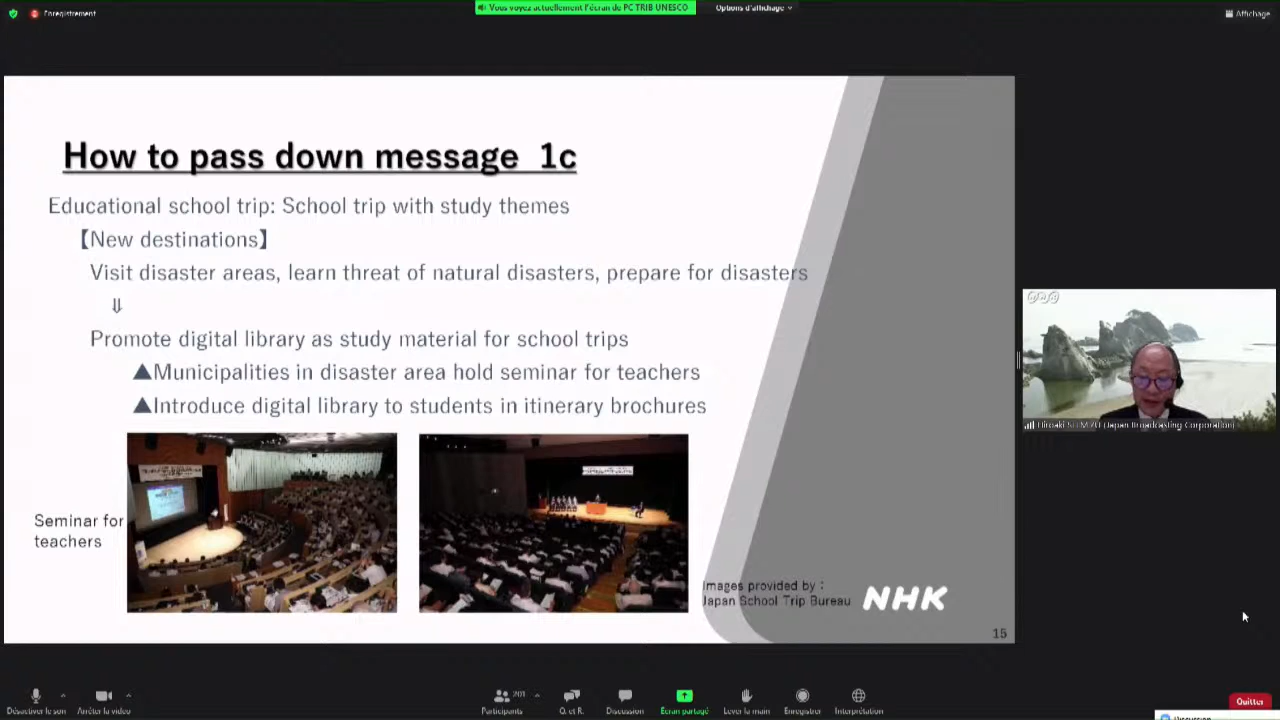 Enregistrement
Vous voyez actuellement l'écran de PC TRIB UNESCO
Options d'affichage
Affichage
How to pass down message 1c
Educational school trip: School trip with study themes
【New destinations】
Visit disaster areas, learn threat of natural disasters, prepare for disasters
⇓
Promote digital library as study material for school trips
▲Municipalities in disaster area hold seminar for teachers
▲Introduce digital library to students in itinerary brochures
Seminar for
teachers
Images provided by：
Japan School Trip Bureau
NHK
15
Hiroaki SHIMIZU (Japan Broadcasting Corporation)
Désactiver le son
Arrêter la vidéo
201
Participants
Q. et R.
Discussion
Écran partagé
Lever la main
Enregistrer
Interprétation
Quitter
Discussion